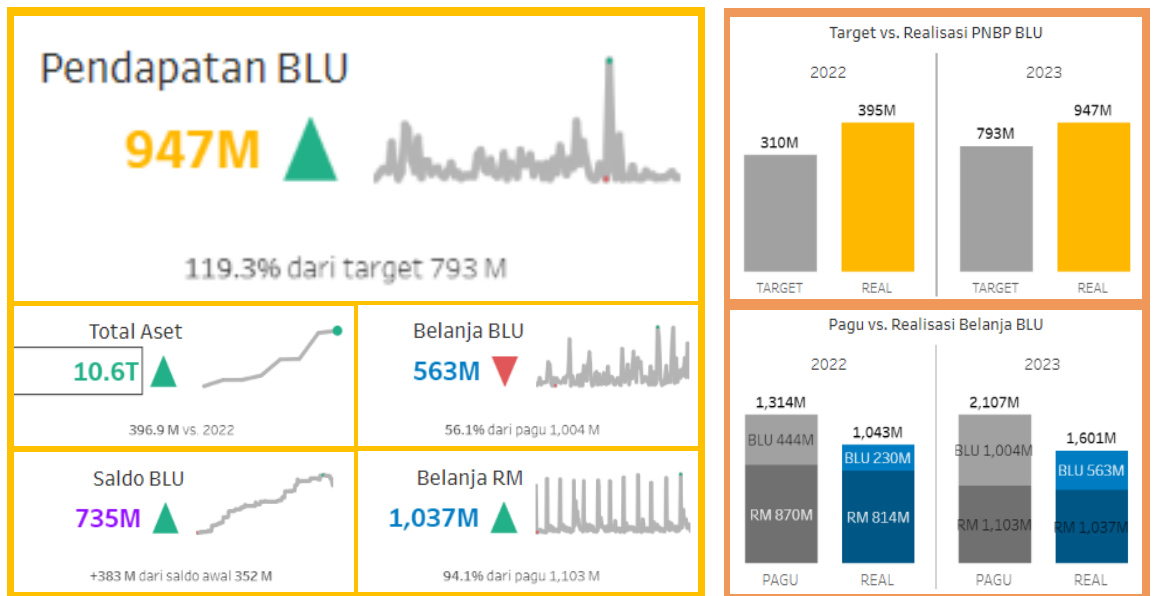 Pendapatan BLU
947M
119.3% dari target 793 M
Total Aset
10.6T
396.9 M vs. 2022
Belanja BLU
563M
56.1% dari pagu 1,004 M
Saldo BLU
735M
+383 M dari saldo awal 352 M
Belanja RM
1,037M
94.1% dari pagu 1,103 M
Target vs. Realisasi PNBP BLU
2022
2023
310M
395M
793M
947M
TARGET
REAL
TARGET
REAL
Pagu vs. Realisasi Belanja BLU
2022
2023
1,314M
1,043M
2,107M
1,601M
BLU 444M
BLU 230M
BLU 1,004M
BLU 563M
RM 870M
RM 814M
RM 1,103M
RM 1,037M
PAGU
REAL
PAGU
REAL